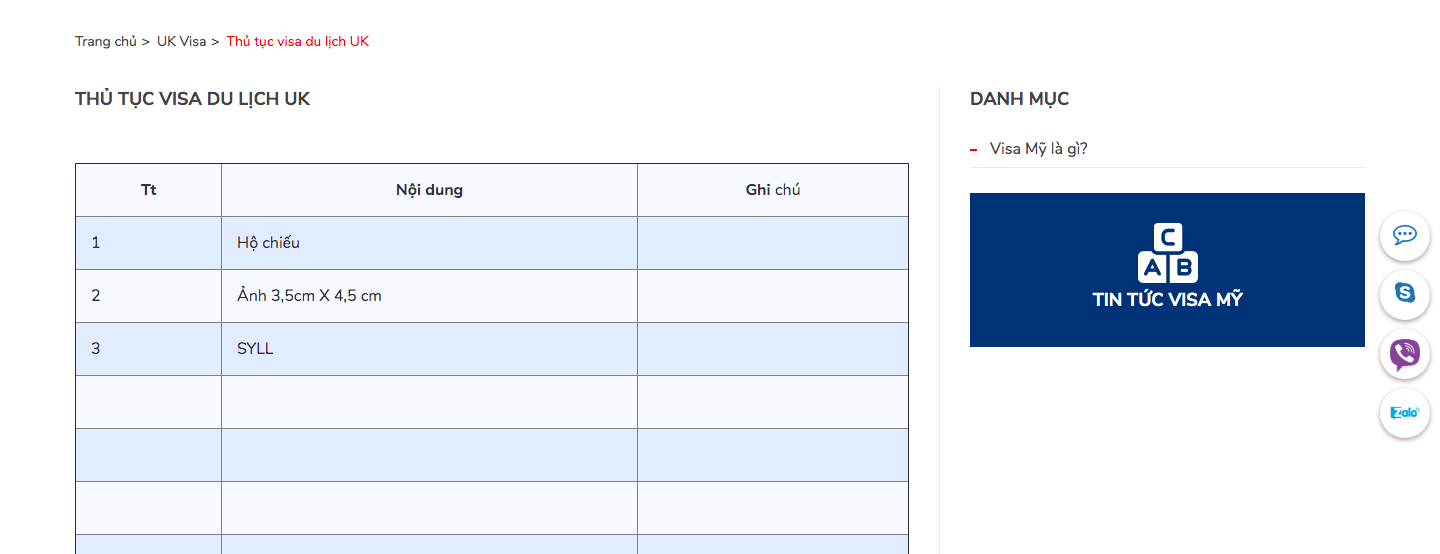 Trang chủ > UK Visa > Thủ tục visa du lịch UK
THỦ TỤC VISA DU LỊCH UK
Tt Nội dung Ghi chú
1 Hộ chiếu
2 Ảnh 3,5cm X 4,5 cm
3 SYLL
DANH MỤC
Visa Mỹ là gì?
C
A B
TIN TỨC VISA MỸ
S
Zalo